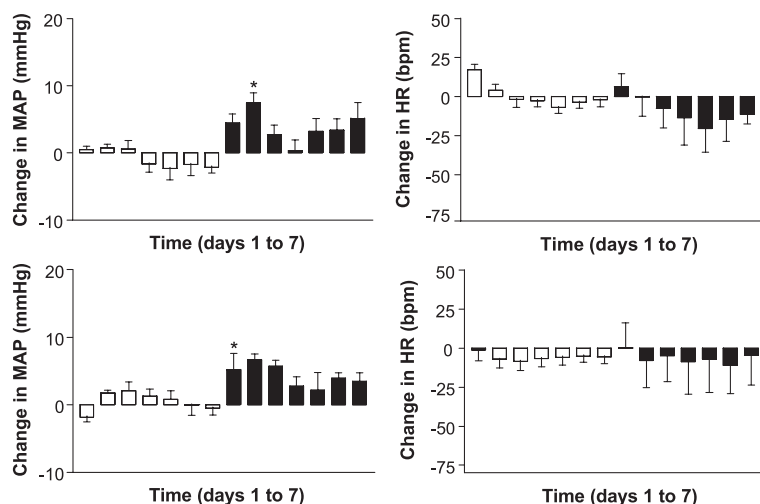 Change in MAP (mmHg)
20
10
0
-10
*
Time (days 1 to 7)
Change in HR (bpm)
50
25
0
-25
-50
-75
Time (days 1 to 7)
Change in MAP (mmHg)
20
10
0
-10
*
Time (days 1 to 7)
Change in HR (bpm)
50
25
0
-25
-50
-75
Time (days 1 to 7)